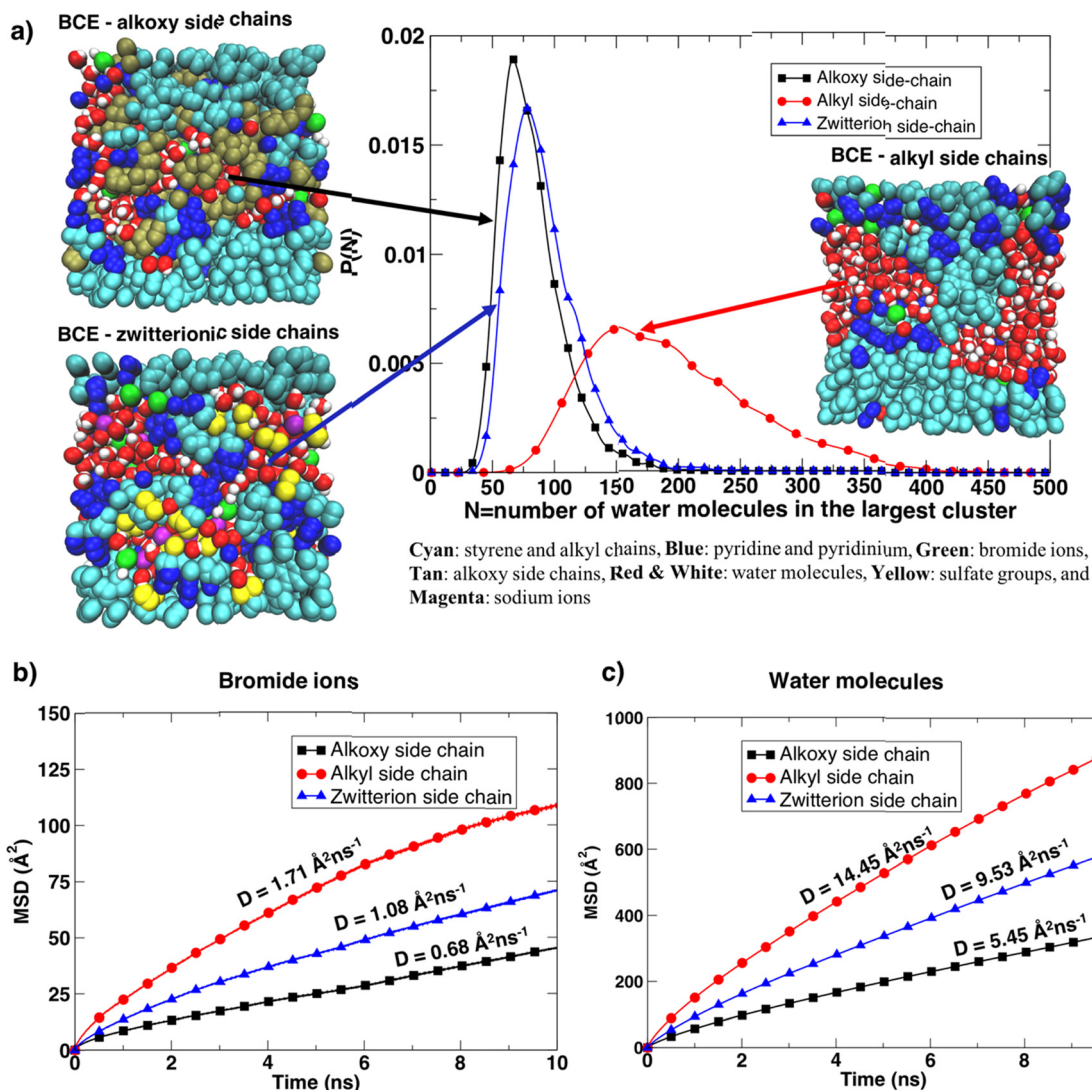 a)
BCE - alkoxy side chains
BCE - zwitterionic side chains
0.02
0.015
0.01
0.005
0
P(N)
Alkoxy side-chain
Alkyl side-chain
Zwitterion side-chain
BCE - alkyl side chains
0 50 100 150 200 250 300 350 400 450 500
N=number of water molecules in the largest cluster
Cyan: styrene and alkyl chains, Blue: pyridine and pyridinium, Green: bromide ions,
Tan: alkoxy side chains, Red & White: water molecules, Yellow: sulfate groups, and
Magenta: sodium ions
b)
Bromide ions
150
125
100
75
50
25
0
MSD (Å²)
Alkoxy side chain
Alkyl side chain
Zwitterion side chain
D = 1.71 Å²ns⁻¹
D = 1.08 Å²ns⁻¹
D = 0.68 Å²ns⁻¹
0 2 4 6 8 10
Time (ns)
c)
Water molecules
1000
800
600
400
200
0
MSD (Å²)
Alkoxy side chain
Alkyl side chain
Zwitterion side chain
D = 14.45 Å²ns⁻¹
D = 9.53 Å²ns⁻¹
D = 5.45 Å²ns⁻¹
0 2 4 6 8
Time (ns)